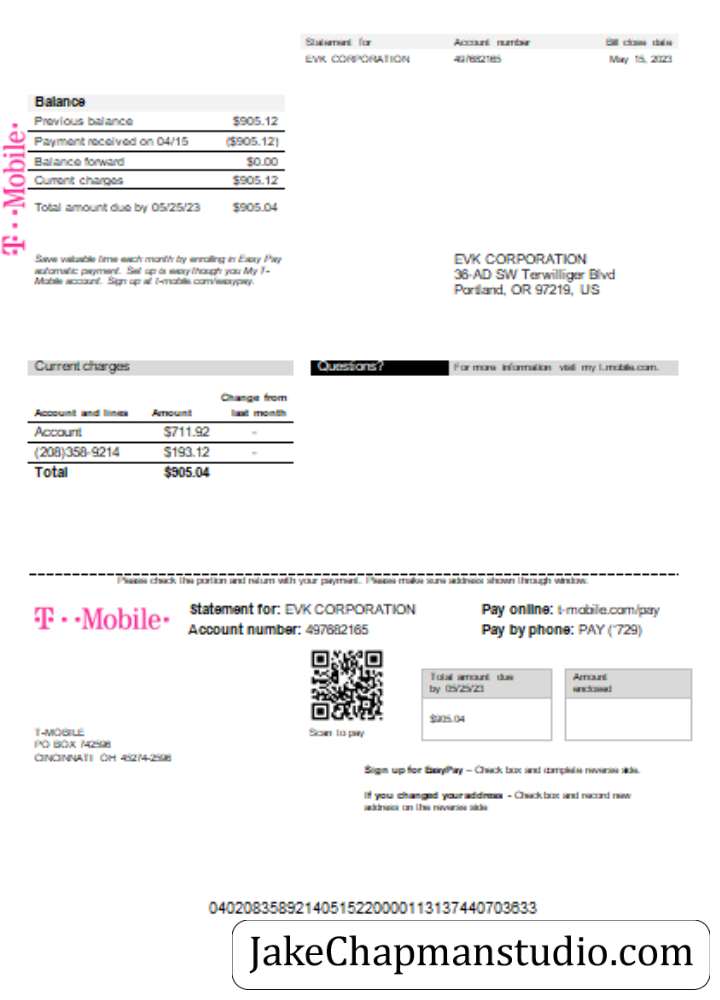 Statement for Account number Bill close date
EVK CORPORATION 497682165 May 15, 2023
Balance
Previous balance $905.12
Payment received on 04/15 ($905.12)
Balance forward $0.00
Current charges $905.12
Total amount due by 05/25/23 $905.04
T··Mobile·
Save valuable time each month by enrolling in Easy Pay
automatic payment. Set up is easy though you My T-
Mobile account. Sign up at t-mobile.com/easypay.
EVK CORPORATION
36-AD SW Terwilliger Blvd
Portland, OR 97219, US
Current charges
Questions? For more information visit my t.mobile.com.
Change from
Account and lines Amount last month
Account $711.92 -
(208)358-9214 $193.12 -
Total $905.04
Please check the portion and return with your payment. Please make sure address shown through window.
T··Mobile·
Statement for: EVK CORPORATION
Account number: 497682165
Pay online: t-mobile.com/pay
Pay by phone: PAY (*729)
Scan to pay
Total amount due
by 05/25/23
$905.04
Amount
enclosed
T-MOBILE
PO BOX 742596
CINCINNATI OH 45274-2596
Sign up for EasyPay – Check box and complete reverse side.
If you changed your address - Check box and record new
address on the reverse side
04020835892140515220000113137440703633
JakeChapmanstudio.com